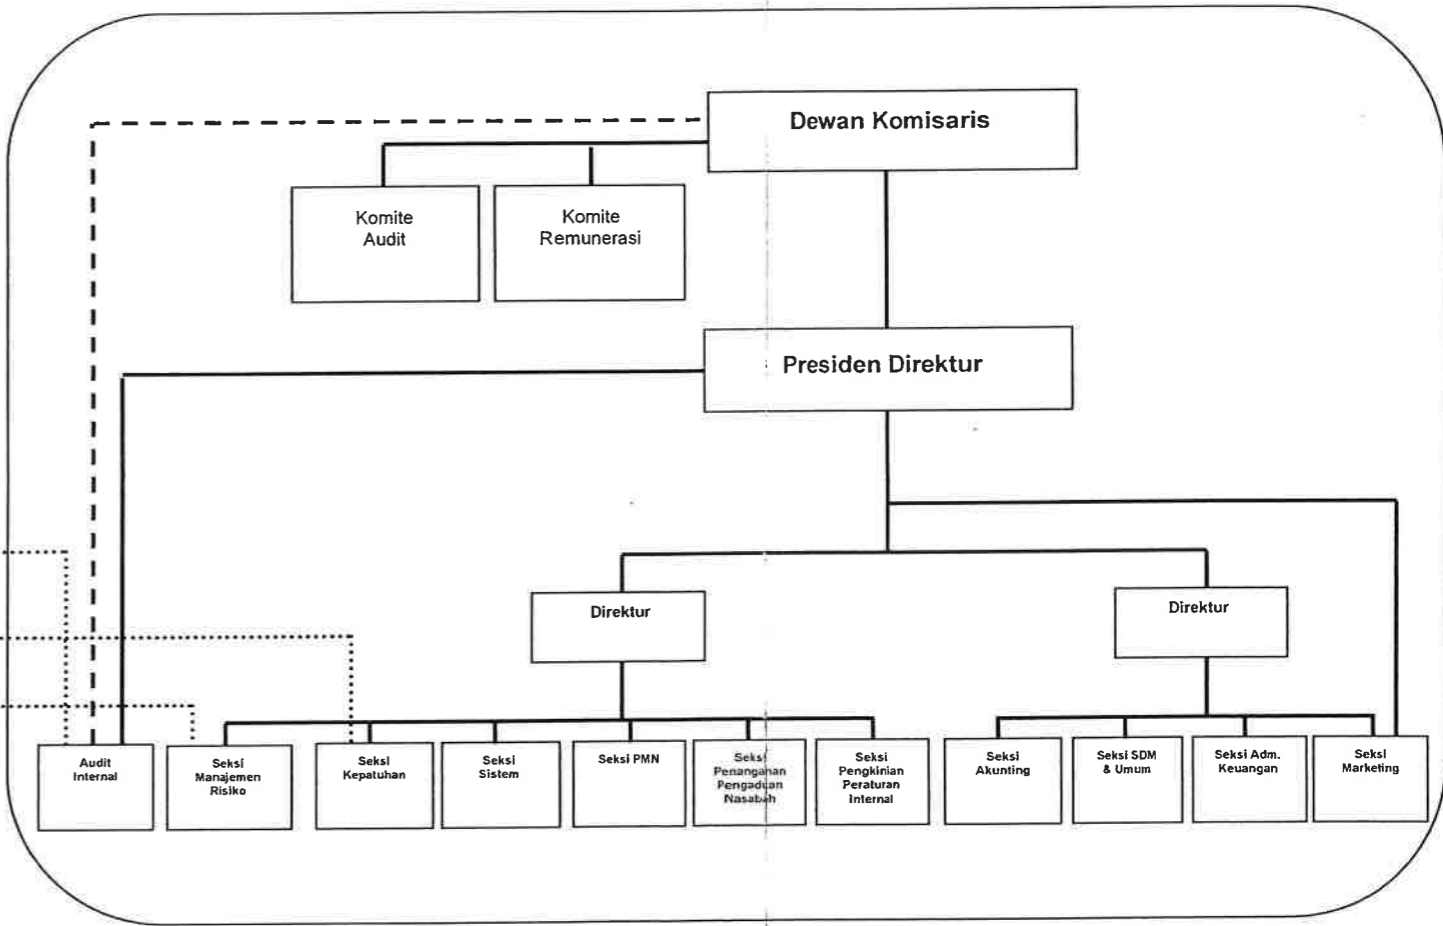 Dewan Komisaris
Komite
Audit
Komite
Remunerasi
Presiden Direktur
Direktur
Direktur
Audit
Internal
Seksi
Manajemen
Risiko
Seksi
Kepatuhan
Seksi
Sistem
Seksi PMN
Seksi
Penanganan
Pengaduan
Nasabah
Seksi
Pengkinian
Peraturan
Internal
Seksi
Akunting
Seksi SDM
& Umum
Seksi Adm.
Keuangan
Seksi
Marketing